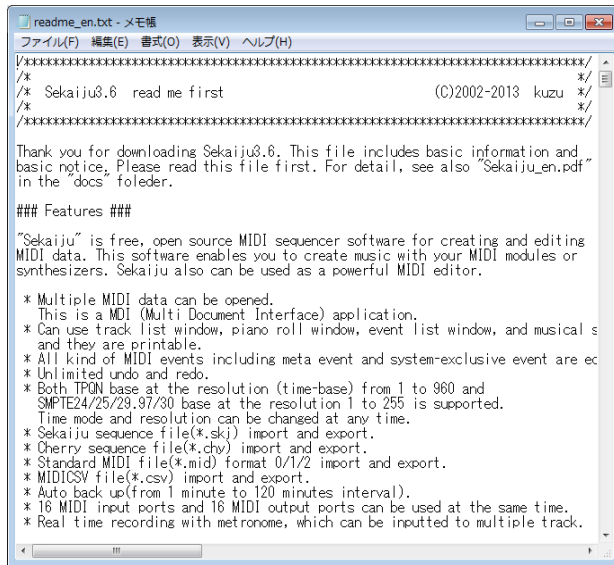 readme_en.txt - メモ帳
ファイル(F) 編集(E) 書式(O) 表示(V) ヘルプ(H)
/*******************************************************************************/
/* */
/* Sekaiju3.6 read me first (C)2002-2013 kuzu */
/* */
/*******************************************************************************/
Thank you for downloading Sekaiju3.6. This file includes basic information and
basic notice. Please read this file first. For detail, see also "Sekaiju_en.pdf"
in the "docs" foleder.
### Features ###
"Sekaiju" is free, open source MIDI sequencer software for creating and editing
MIDI data. This software enables you to create music with your MIDI modules or
synthesizers. Sekaiju also can be used as a powerful MIDI editor.
* Multiple MIDI data can be opened.
This is a MDI (Multi Document Interface) application.
* Can use track list window, piano roll window, event list window, and musical s
and they are printable.
* All kind of MIDI events including meta event and system-exclusive event are ed
* Unlimited undo and redo.
* Both TPQN base at the resolution (time-base) from 1 to 960 and
SMPTE24/25/29.97/30 base at the resolution 1 to 255 is supported.
Time mode and resolution can be changed at any time.
* Sekaiju sequence file(*.skj) import and export.
* Cherry sequence file(*.chy) import and export.
* Standard MIDI file(*.mid) format 0/1/2 import and export.
* MIDICSV file(*.csv) import and export.
* Auto back up(from 1 minute to 120 minutes interval).
* 16 MIDI input ports and 16 MIDI output ports can be used at the same time.
* Real time recording with metronome, which can be inputted to multiple track.